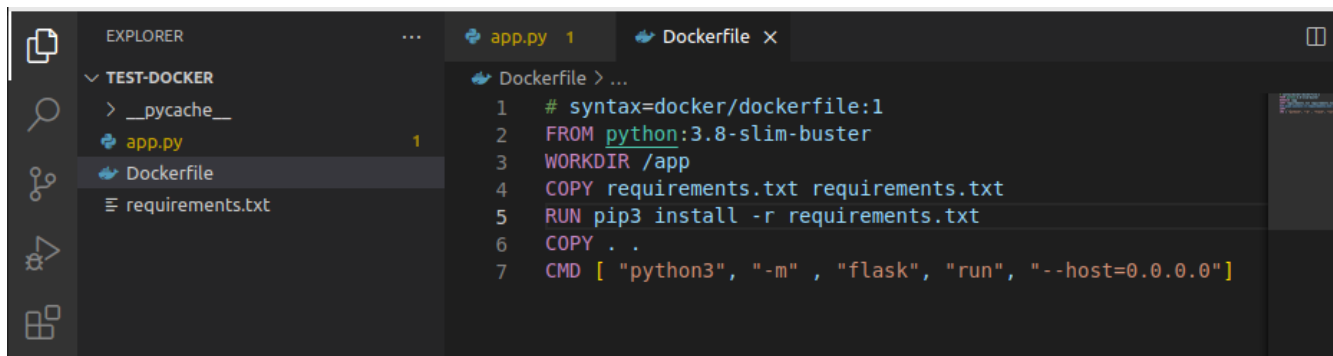 EXPLORER ...
TEST-DOCKER
> __pycache__
app.py 1
Dockerfile
requirements.txt
app.py 1 Dockerfile ×
Dockerfile > ...
1 # syntax=docker/dockerfile:1
2 FROM python:3.8-slim-buster
3 WORKDIR /app
4 COPY requirements.txt requirements.txt
5 RUN pip3 install -r requirements.txt
6 COPY . .
7 CMD [ "python3", "-m" , "flask", "run", "--host=0.0.0.0"]